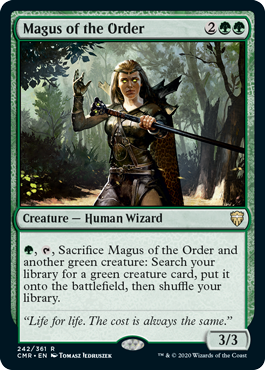 Magus of the Order 2
Creature — Human Wizard
, , Sacrifice Magus of the Order and
another green creature: Search your
library for a green creature card, put it
onto the battlefield, then shuffle your
library.
“Life for life. The cost is always the same.”
3/3
242/361 R
CMR • EN Tomasz Jedruszek ™ & © 2020 Wizards of the Coast